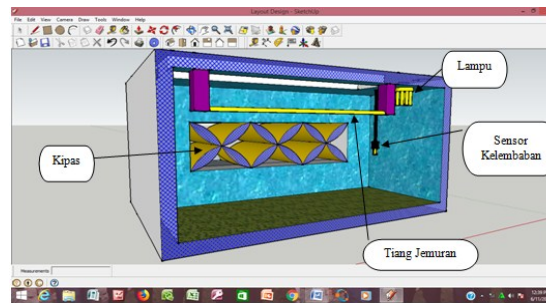 Layout Design - SketchUp
File Edit View Camera Draw Tools Window Help
Lampu
Kipas
Sensor
Kelembaban
Tiang Jemuran
Measurements